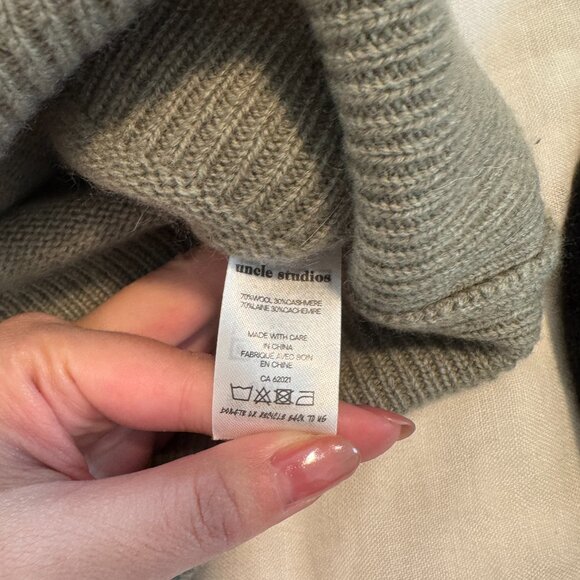 uncle studios
70%WOOL 30%CASHMERE
70%LAINE 30%CACHEMIRE
MADE WITH CARE
IN CHINA
FABRIQUÉ AVEC SOIN
EN CHINE
CA 62021
DONATE OR RECYCLE BACK TO US